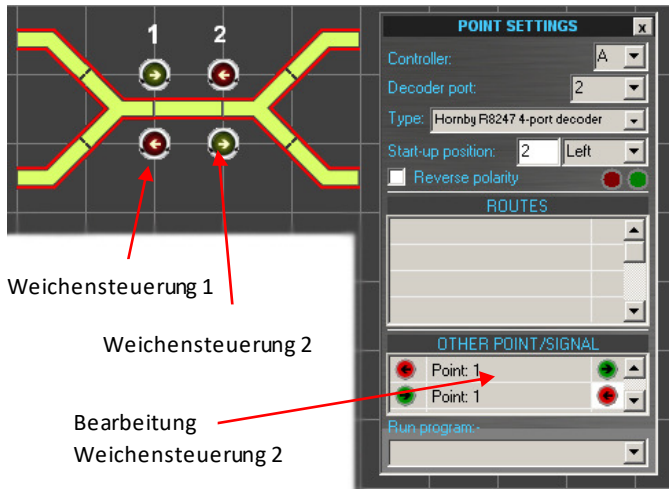 1 2
Weichensteuerung 1
Weichensteuerung 2
Bearbeitung
Weichensteuerung 2
POINT SETTINGS x
Controller: A
Decoder port: 2
Type: Hornby R8247 4-port decoder
Start-up position: 2 Left
Reverse polarity
ROUTES
OTHER POINT/SIGNAL
Point: 1
Point: 1
Run program:-